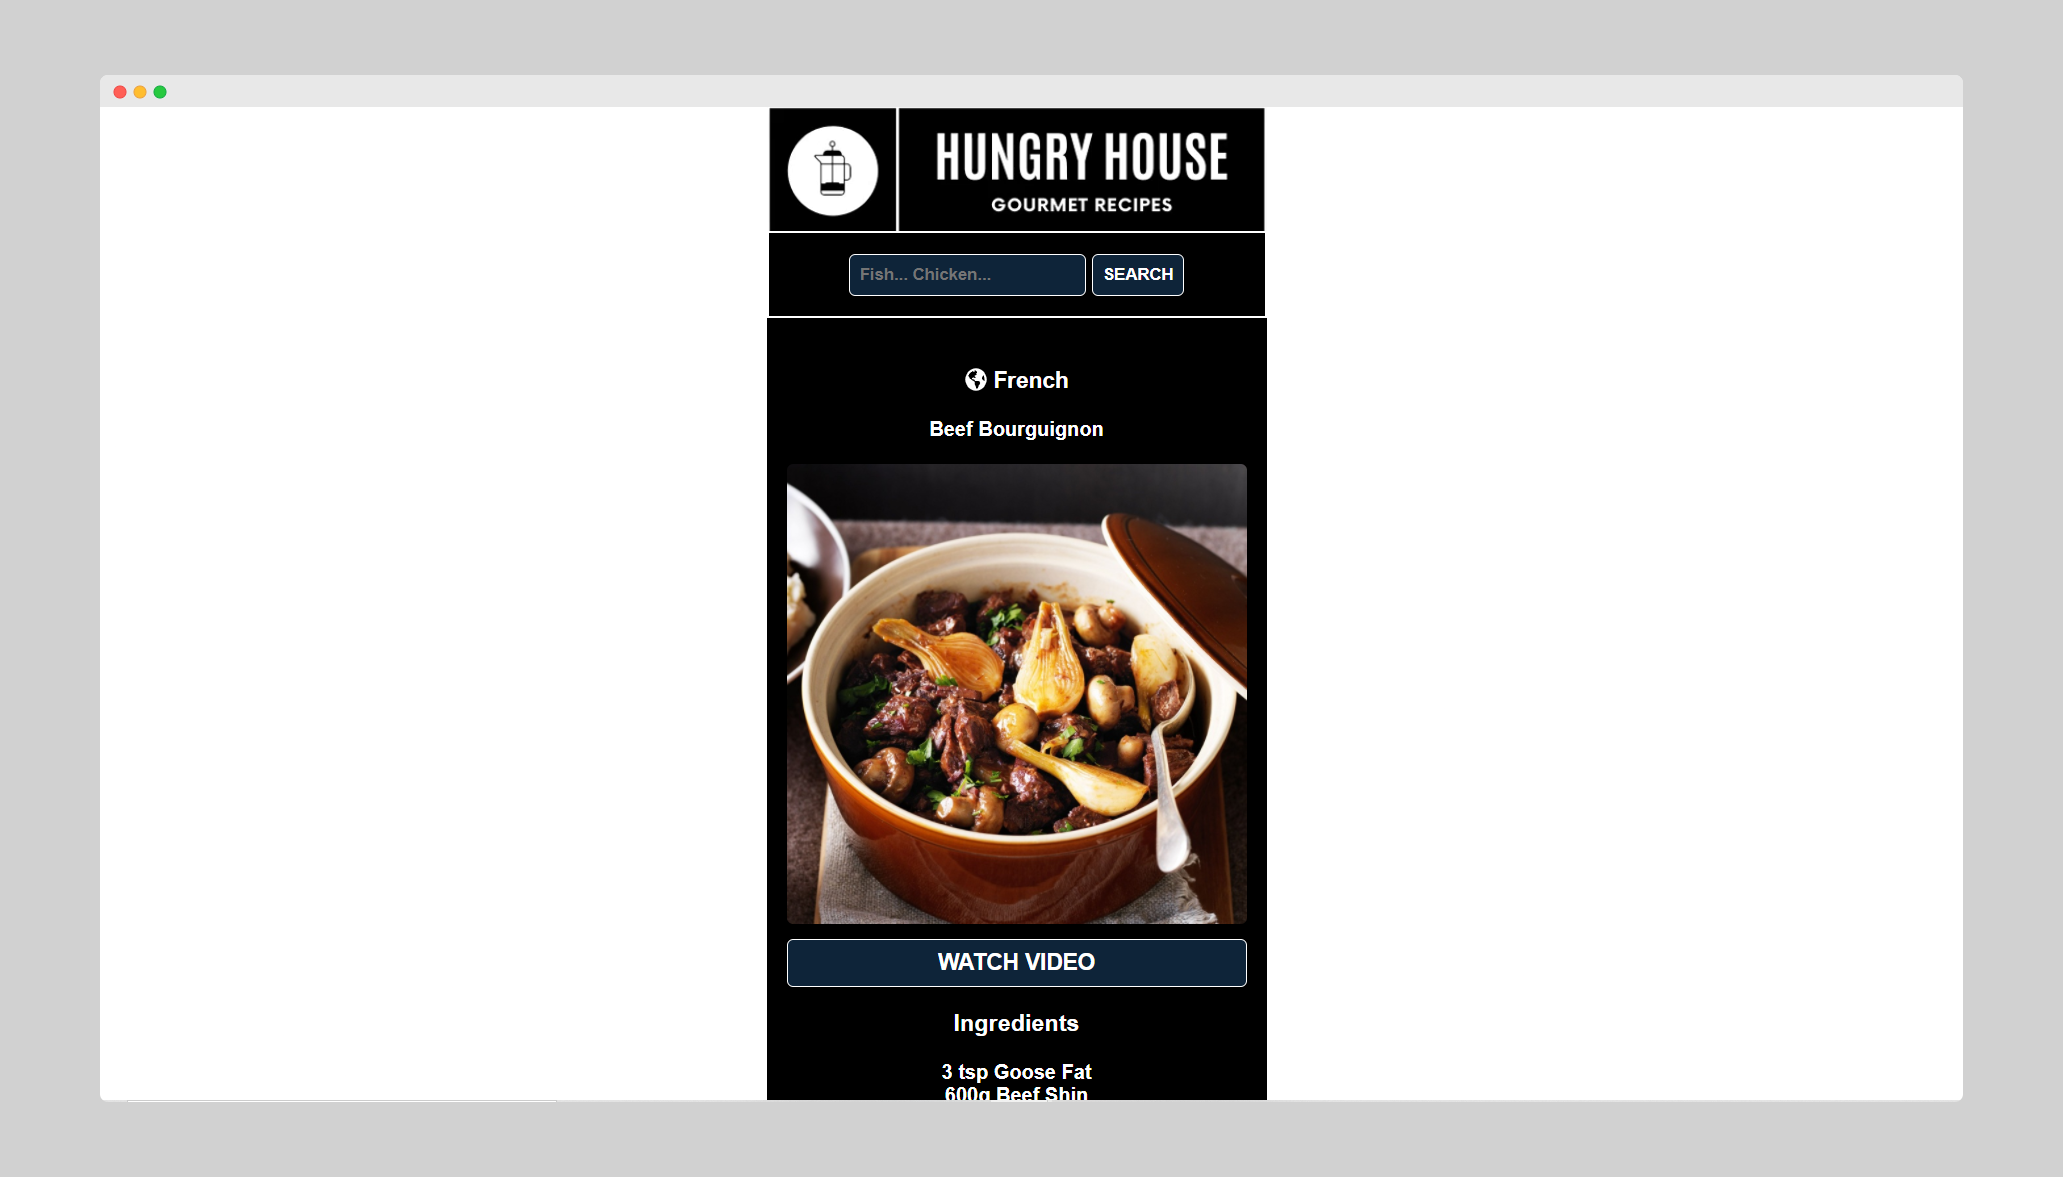 HUNGRY HOUSE
GOURMET RECIPES
Fish... Chicken...
SEARCH
French
Beef Bourguignon
WATCH VIDEO
Ingredients
3 tsp Goose Fat
600g Beef Shin